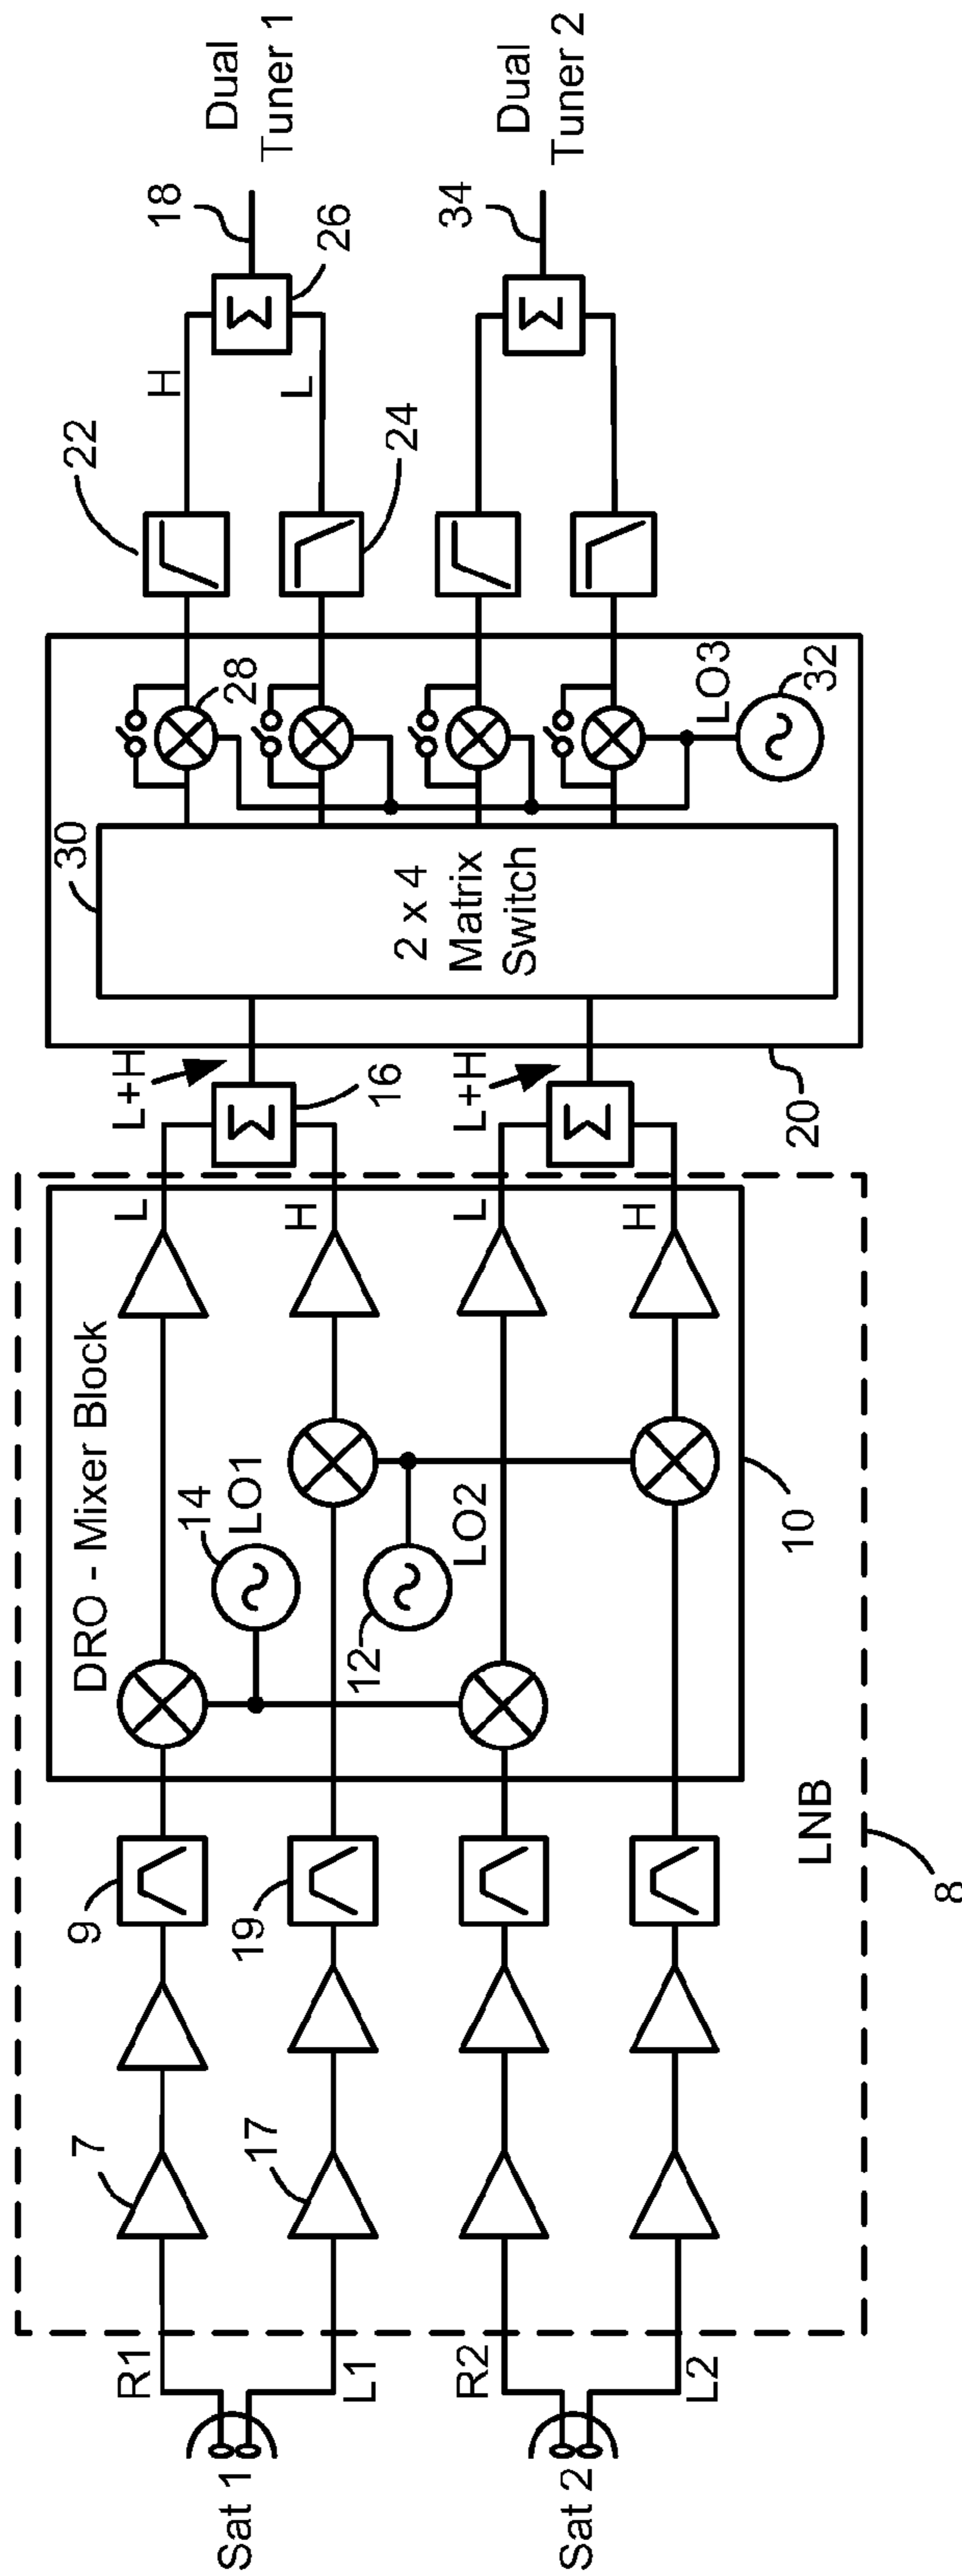 Sat 1
R1
L1
Sat 2
R2
L2
7
17
9
19
LNB
8
DRO - Mixer Block
14
LO1
12
LO2
10
L
H
L
H
L+H
16
L+H
20
30
2 x 4
Matrix
Switch
28
LO3
32
22
24
H
L
26
18
Dual
Tuner 1
34
Dual
Tuner 2